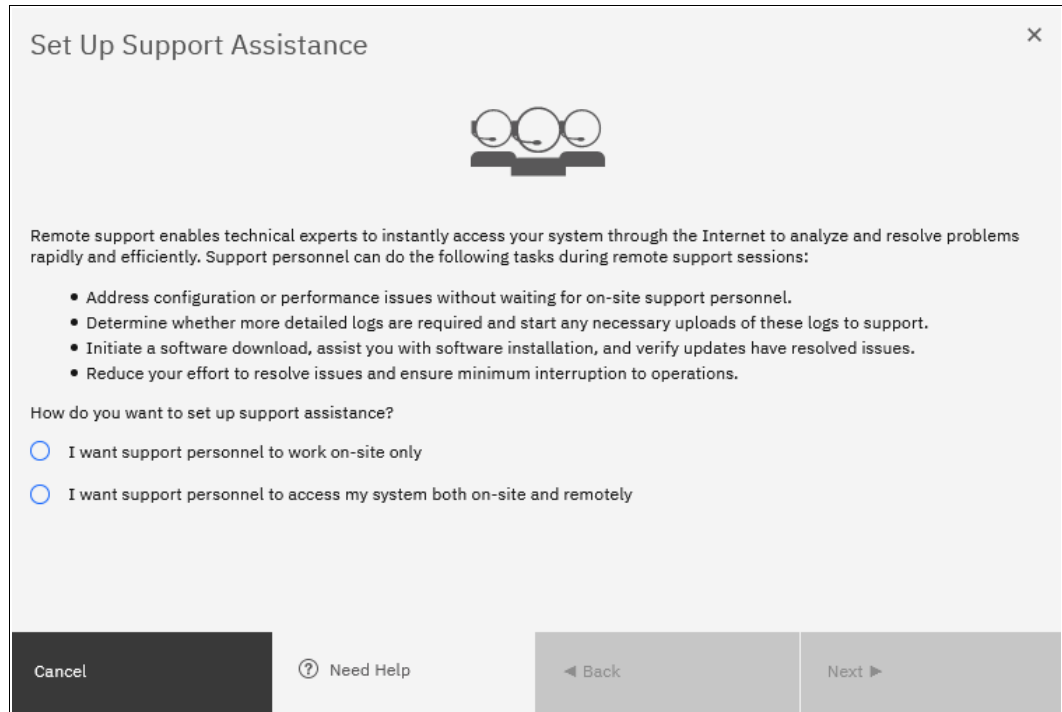 Set Up Support Assistance
×
Remote support enables technical experts to instantly access your system through the Internet to analyze and resolve problems
rapidly and efficiently. Support personnel can do the following tasks during remote support sessions:
• Address configuration or performance issues without waiting for on-site support personnel.
• Determine whether more detailed logs are required and start any necessary uploads of these logs to support.
• Initiate a software download, assist you with software installation, and verify updates have resolved issues.
• Reduce your effort to resolve issues and ensure minimum interruption to operations.
How do you want to set up support assistance?
I want support personnel to work on-site only
I want support personnel to access my system both on-site and remotely
Cancel
? Need Help
◄ Back
Next ►